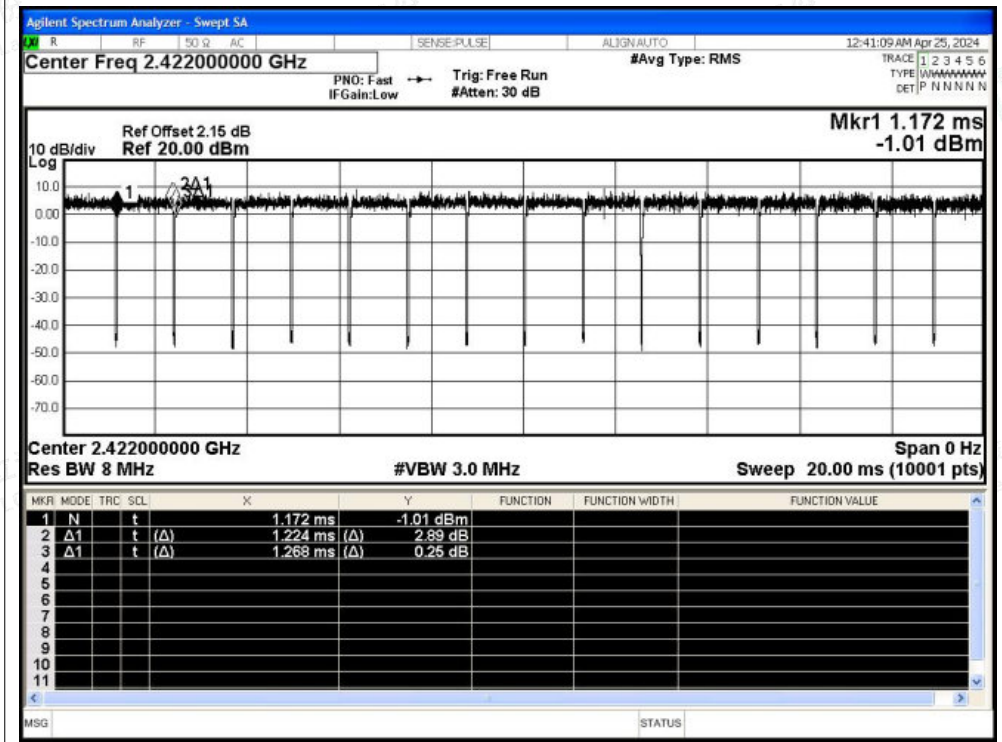 Agilent Spectrum Analyzer - Swept SA
LXI R RF 50 Ω AC SENSE:PULSE ALIGNAUTO 12:41:09 AM Apr 25, 2024
Center Freq 2.422000000 GHz #Avg Type: RMS TRACE 1 2 3 4 5 6
PNO: Fast Trig: Free Run TYPE
IFGain:Low #Atten: 30 dB DET P N N N N N
Mkr1 1.172 ms
-1.01 dBm
Ref Offset 2.15 dB
10 dB/div Ref 20.00 dBm
Log
10.0
0.00
-10.0
-20.0
-30.0
-40.0
-50.0
-60.0
-70.0
1
2Δ1
3Δ1
Center 2.422000000 GHz Span 0 Hz
Res BW 8 MHz #VBW 3.0 MHz Sweep 20.00 ms (10001 pts)
MKR MODE TRC SCL X Y FUNCTION FUNCTION WIDTH FUNCTION VALUE
1 N t 1.172 ms -1.01 dBm
2 Δ1 t (Δ) 1.224 ms (Δ) 2.89 dB
3 Δ1 t (Δ) 1.268 ms (Δ) 0.25 dB
4
5
6
7
8
9
10
11
MSG STATUS